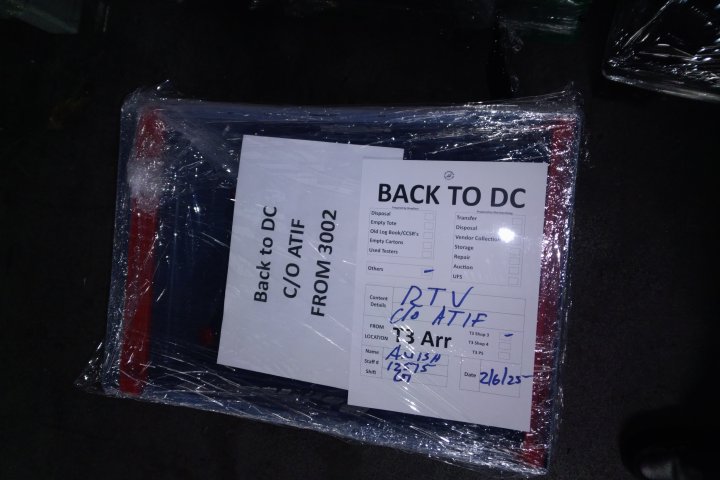 Back to DC
C/O ATIF
FROM 3002
BACK TO DC
Disposal
Empty Tote
Old Log Book/CCSR's
Empty Cartons
Used Testers
Others -
Transfer
Disposal
Vendor Collection
Storage
Repair
Auction
UFS
Content Details
RTV
C/O ATIF
FROM LOCATION
T3 Arr
T3 Shop 3 -
T3 Shop 4
T3 PS
Name
Staff #
Shift
Date 2/6/25